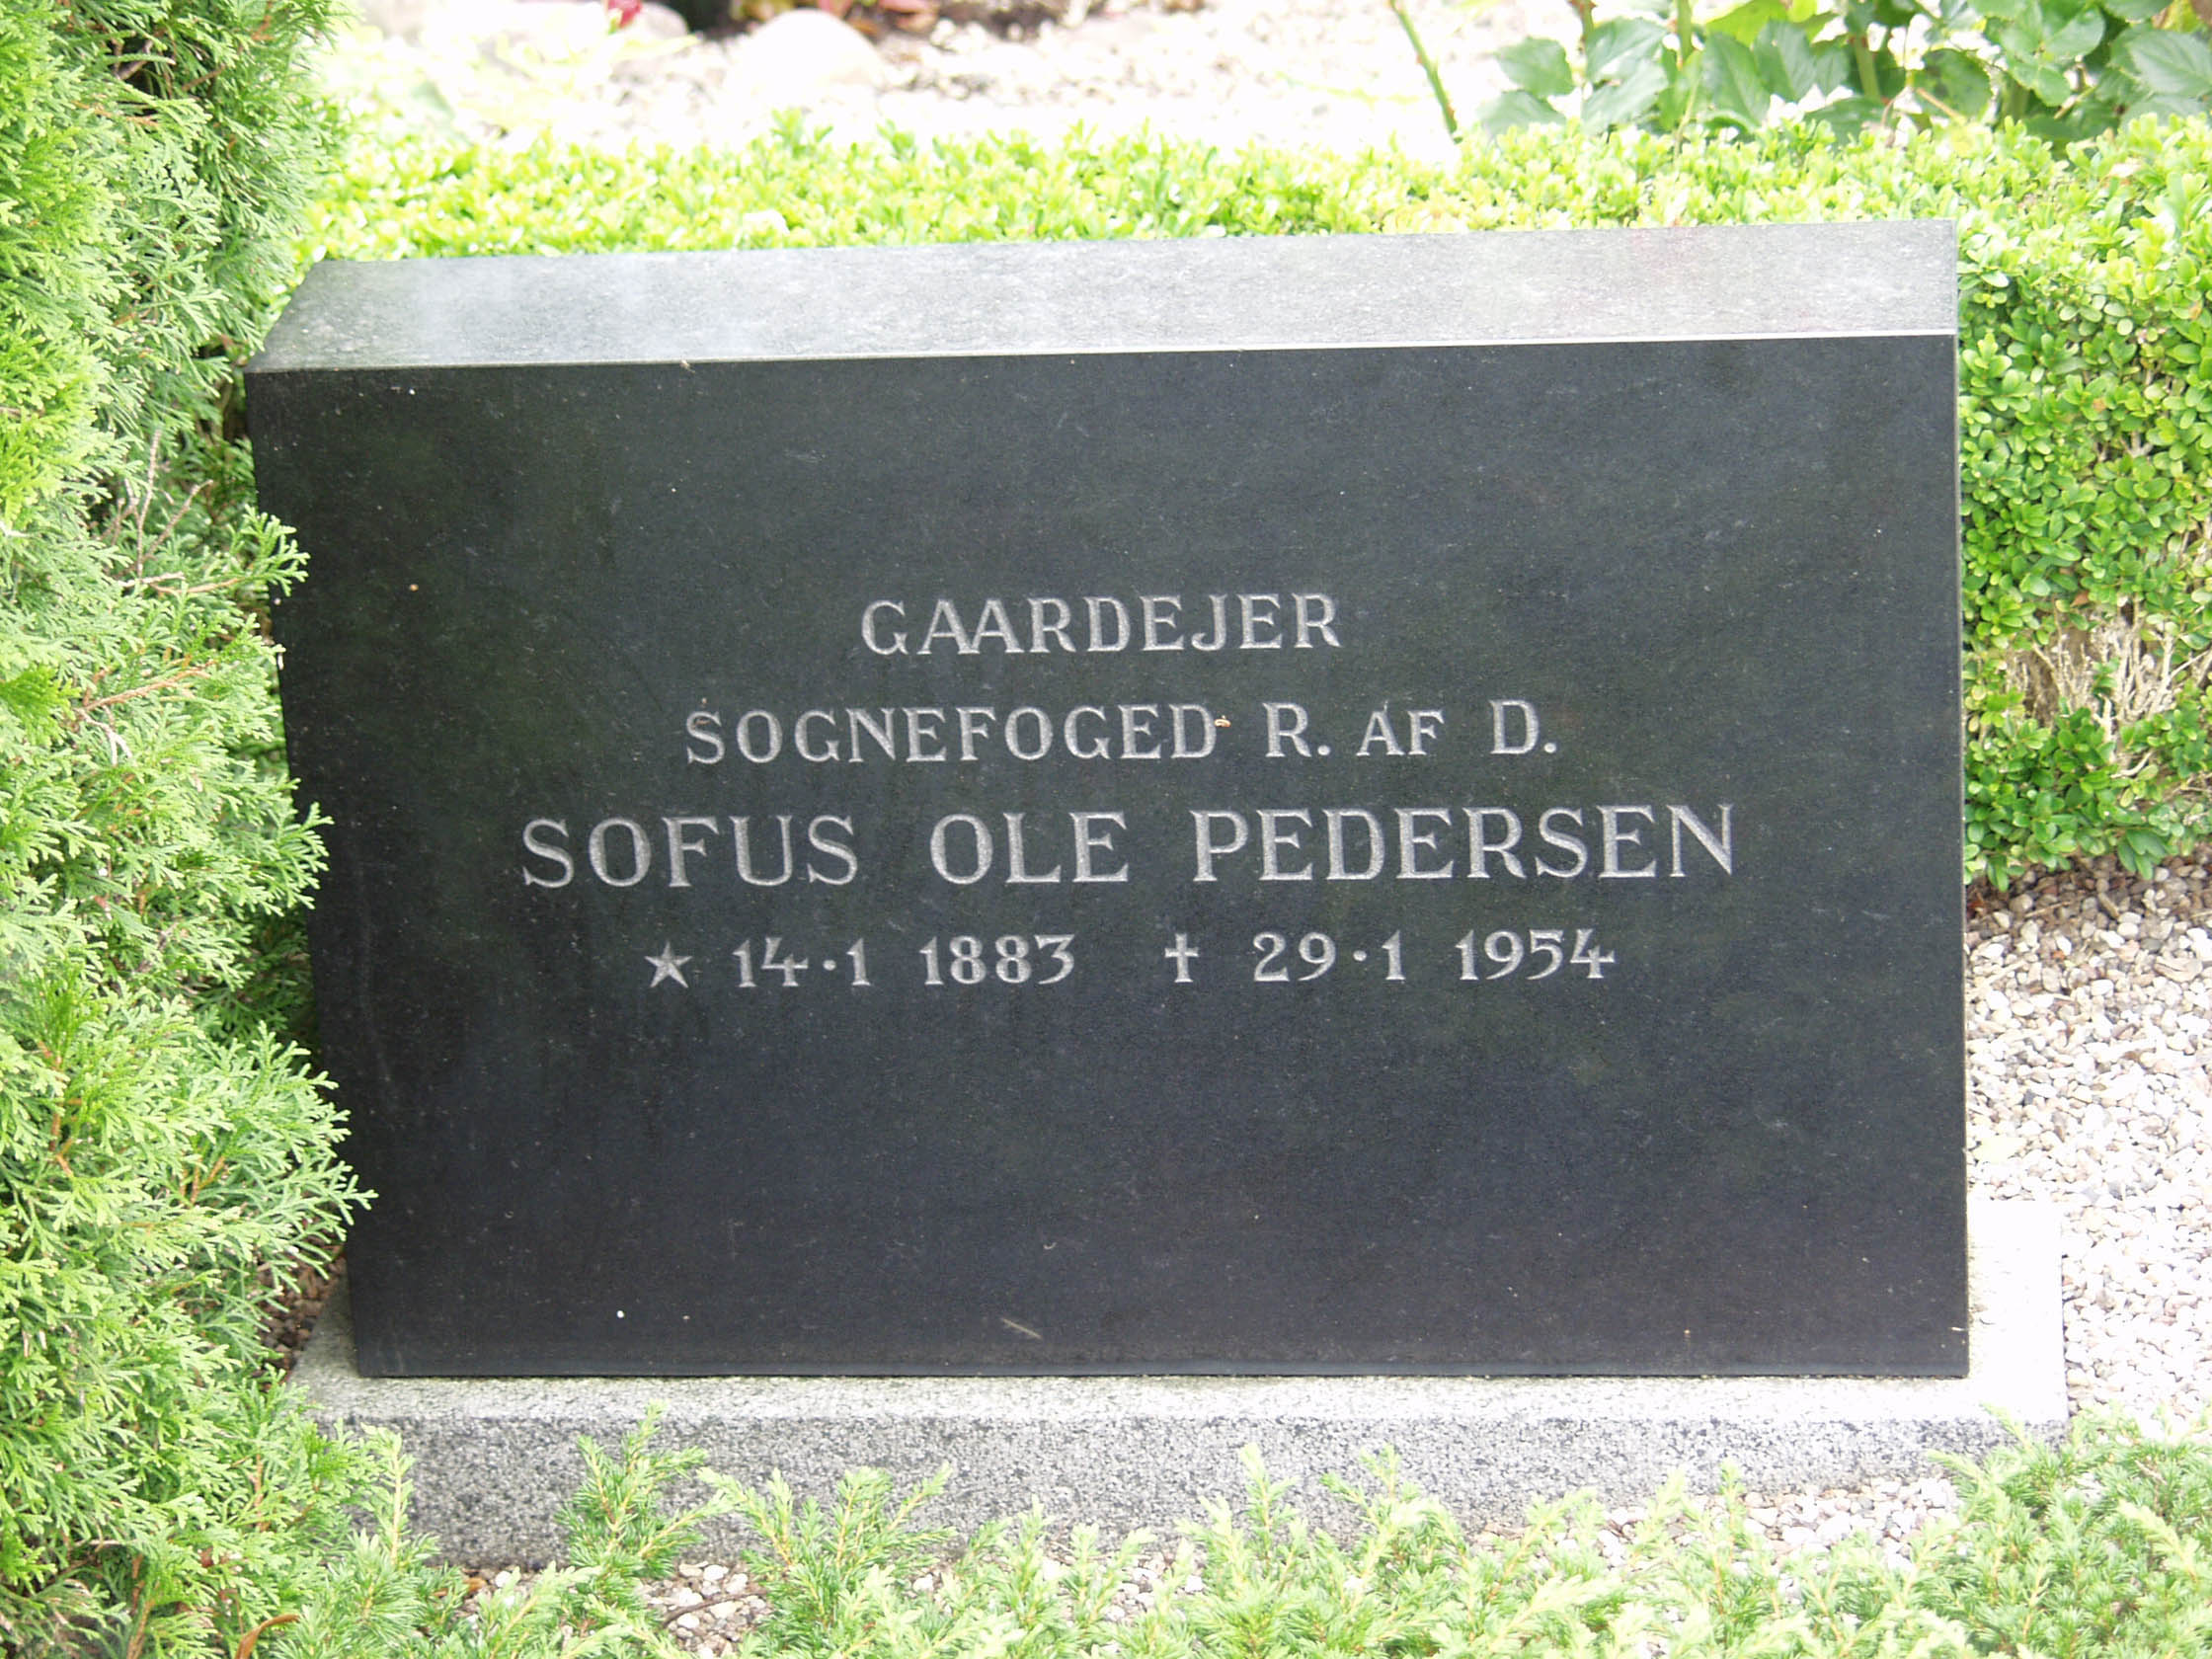 GAARDEJER
SOGNEFOGED R. AF D.
SOFUS OLE PEDERSEN
★ 14·1 1883 ✝ 29·1 1954